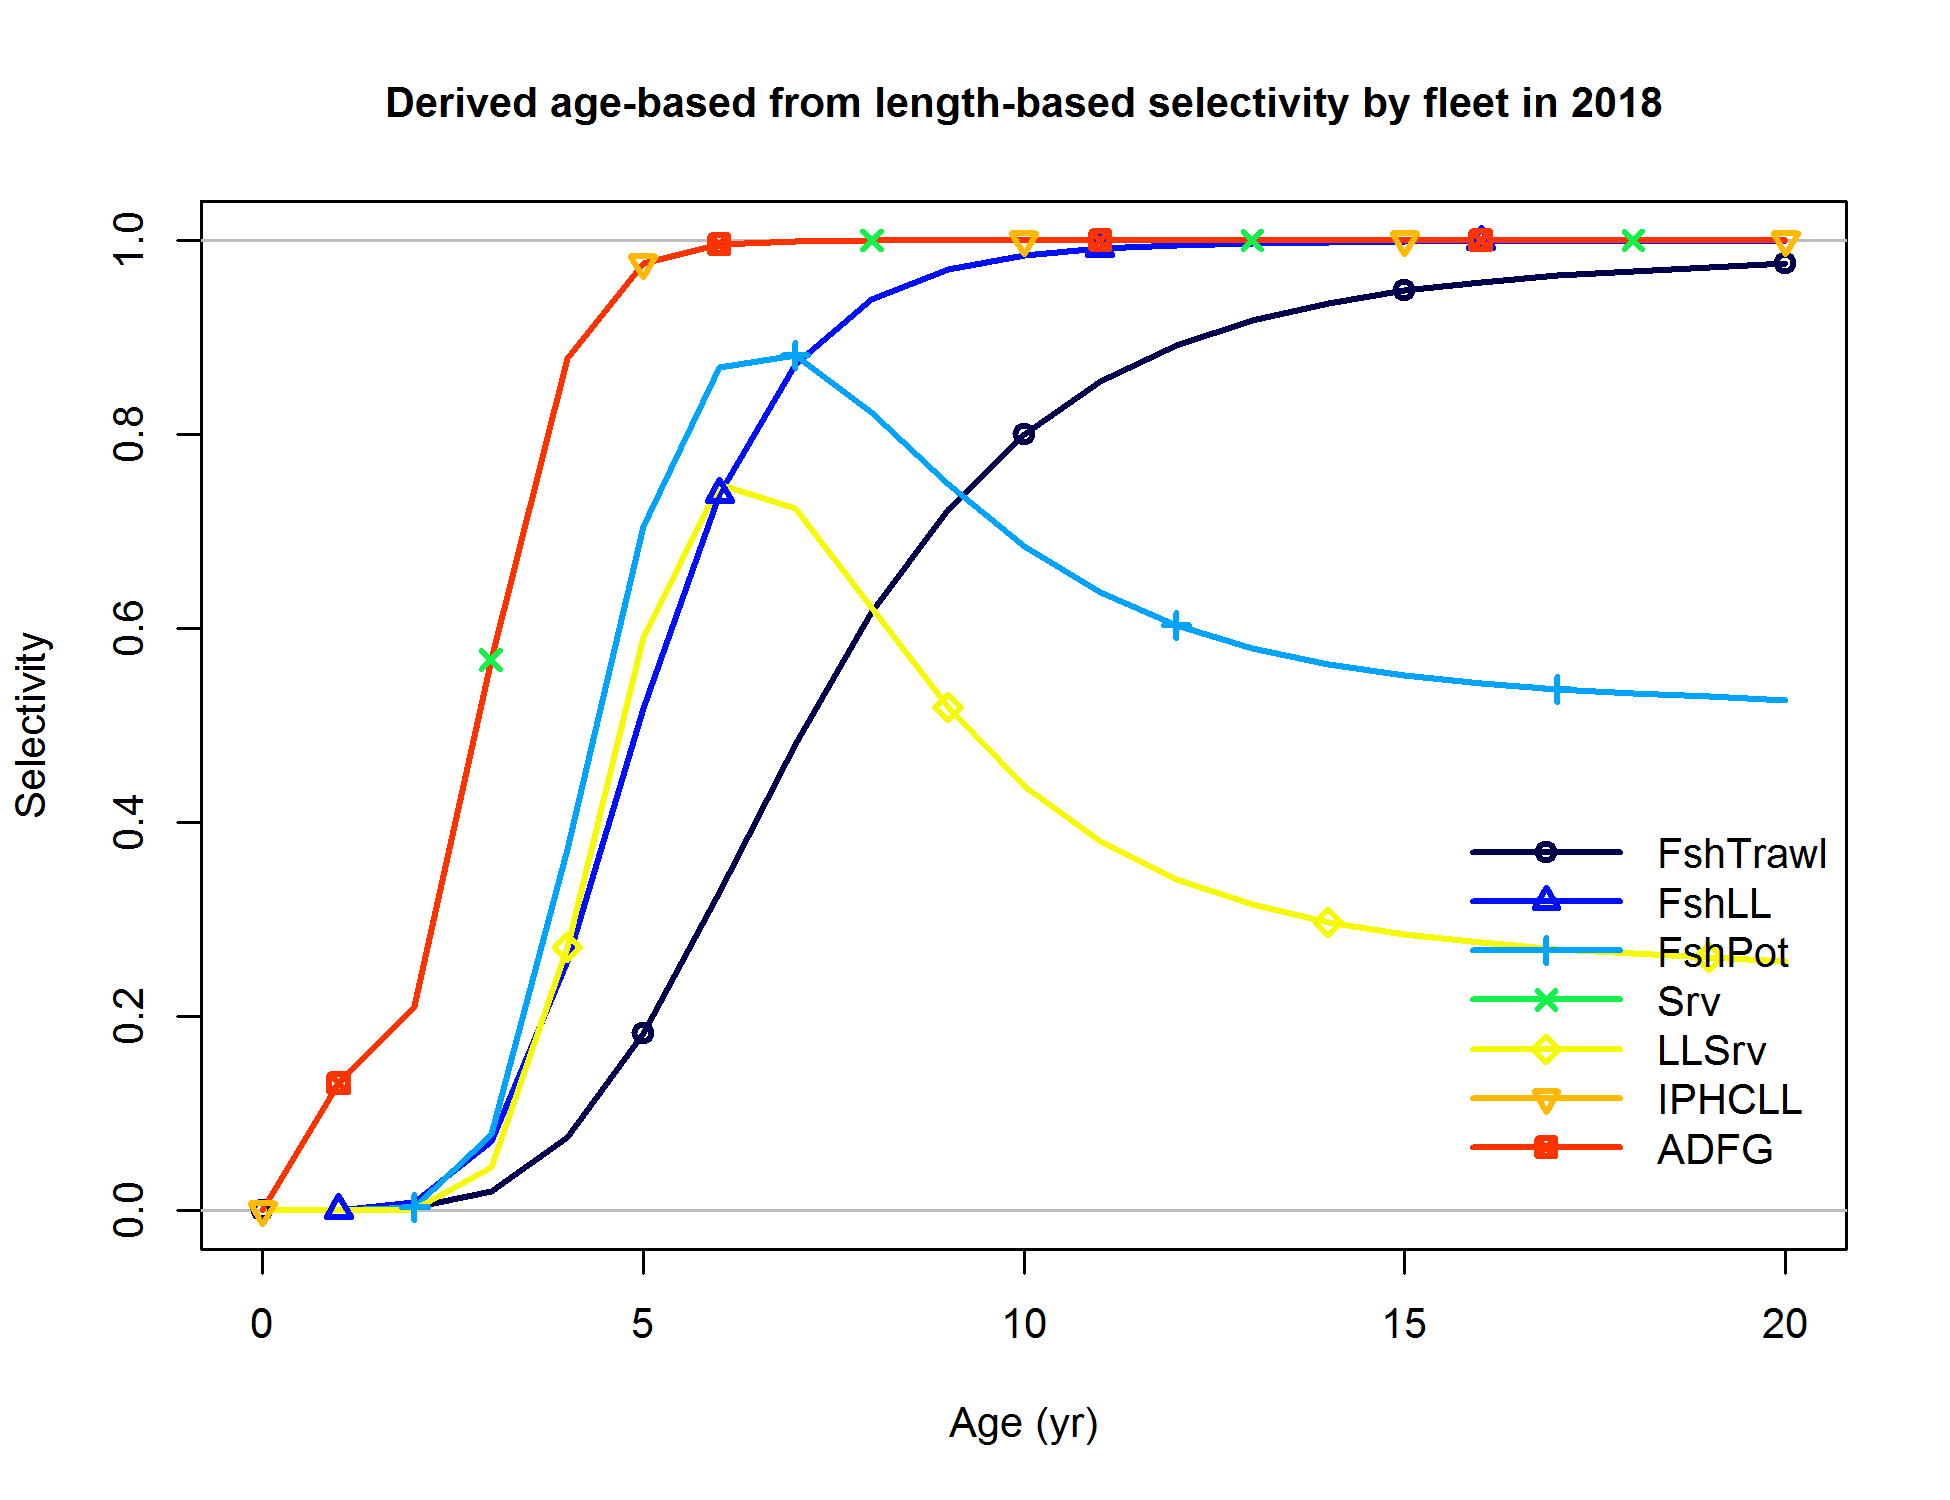 Derived age-based from length-based selectivity by fleet in 2018
1.0
0.8
0.6
0.4
0.2
0.0
Selectivity
FshTrawl
FshLL
FshPot
Srv
LLSrv
IPHCLL
ADFG
0 5 10 15 20
Age (yr)